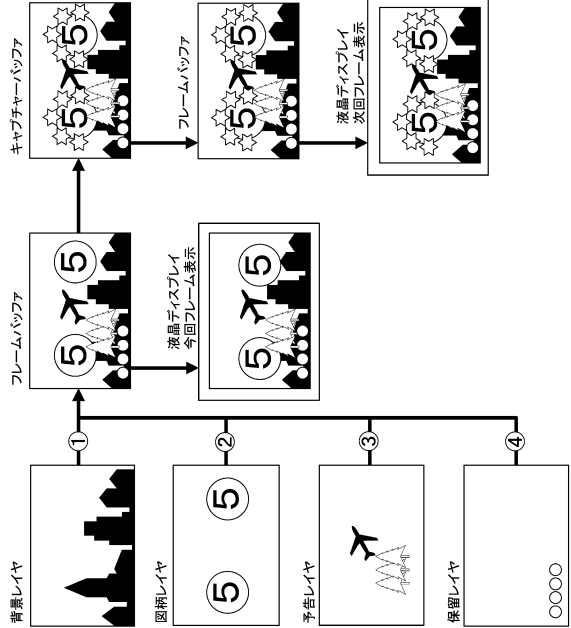 背景レイヤ
①
フレームバッファ
5 5
キャプチャーバッファ
5 5
図柄レイヤ
5 5
②
液晶ディスプレイ
今回フレーム表示
5 5
フレームバッファ
5 5
予告レイヤ
③
液晶ディスプレイ
次回フレーム表示
5 5
保留レイヤ
④